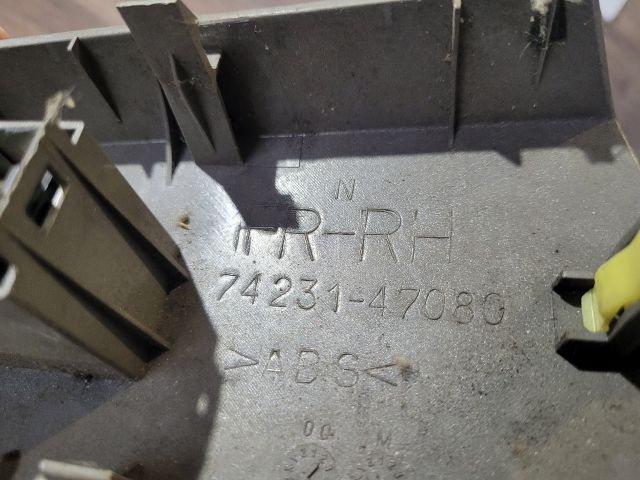 N
FR-RH
74231-47080
>ABS<
M